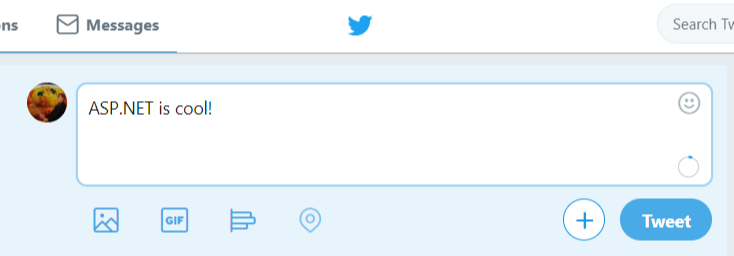 ons
Messages
Search Tw
ASP.NET is cool!
GIF
Tweet